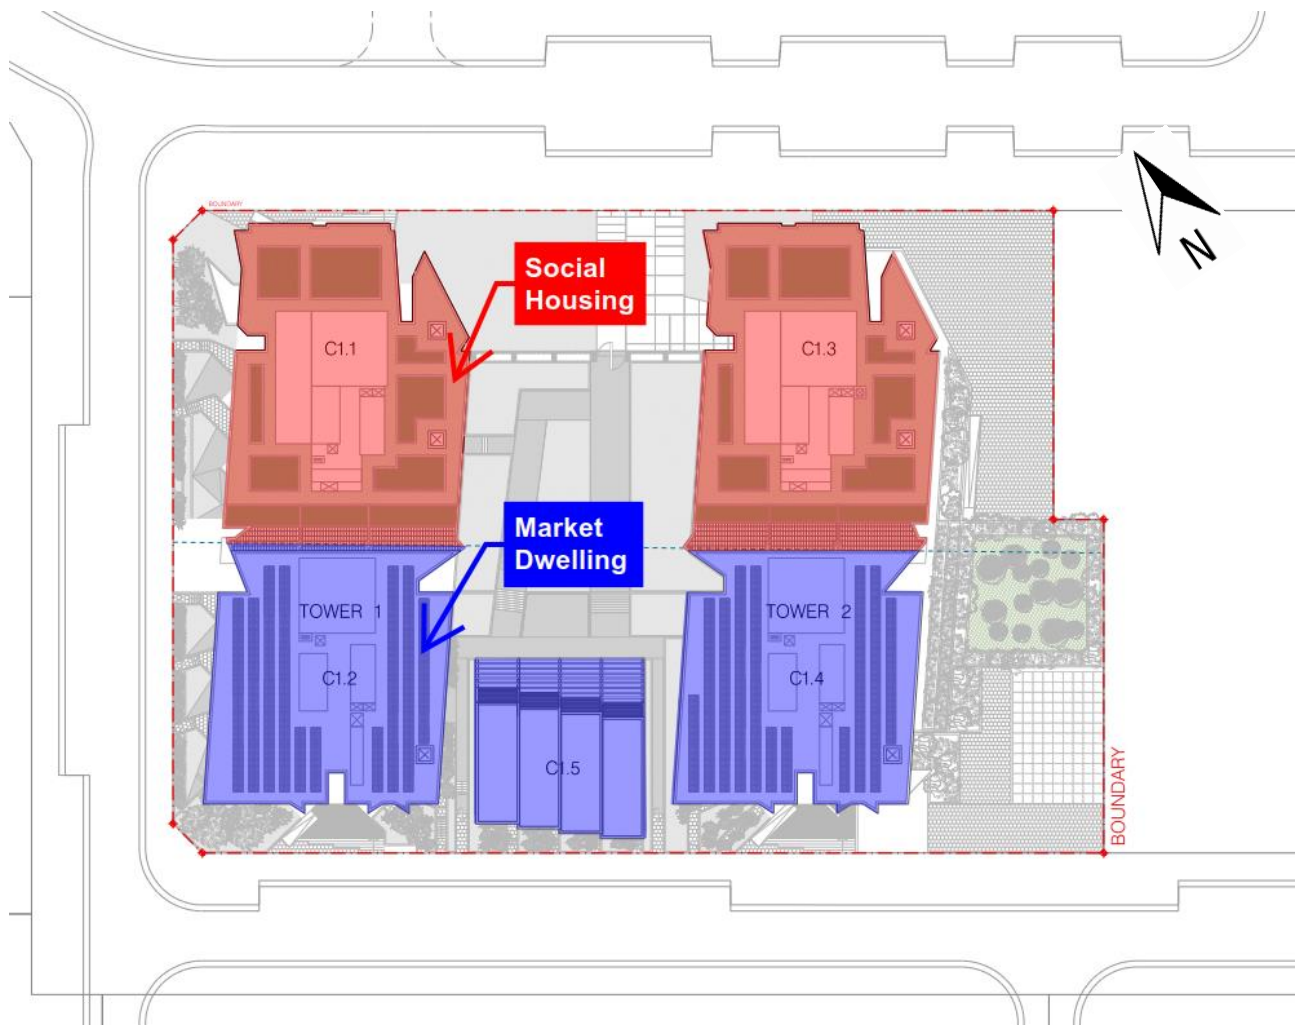 BOUNDARY
N
Social
Housing
C1.1
C1.3
Market
Dwelling
TOWER 1
TOWER 2
C1.2
C1.4
C1.5
BOUNDARY